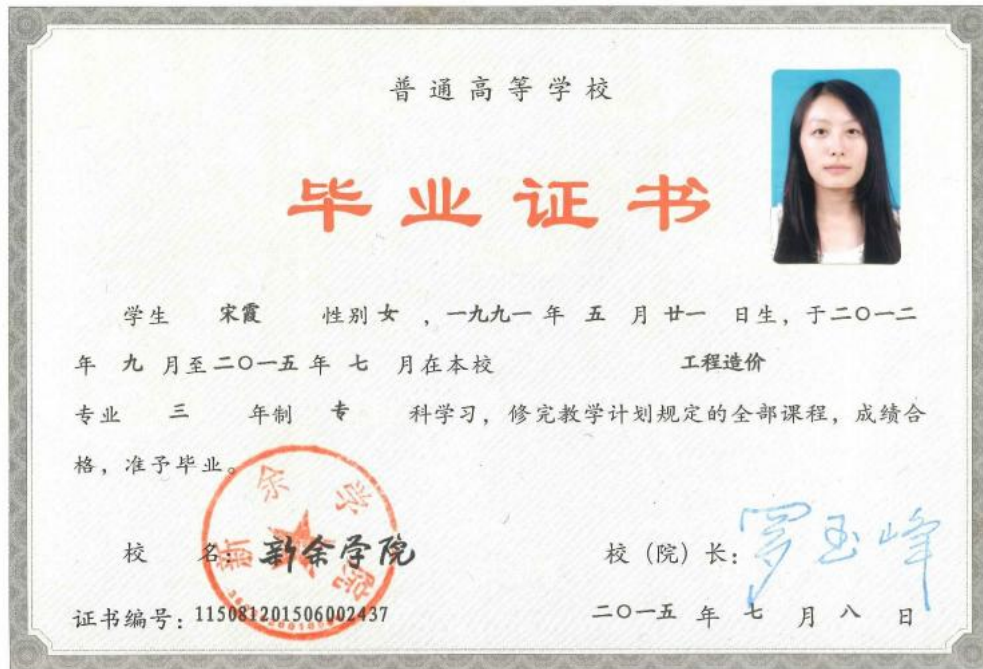 普通高等学校
毕业证书
学生 宋霞 性别 女 ，一九九一 年 五 月 廿一 日生，于二〇一二
年 九 月至二〇一五 年 七 月在本校 工程造价
专业 三 年制 专 科学习，修完教学计划规定的全部课程，成绩合
格，准予毕业。
新余学院
校 名：新余学院
校（院）长：罗玉峰
证书编号：115081201506002437
二〇一五 年 七 月 八 日